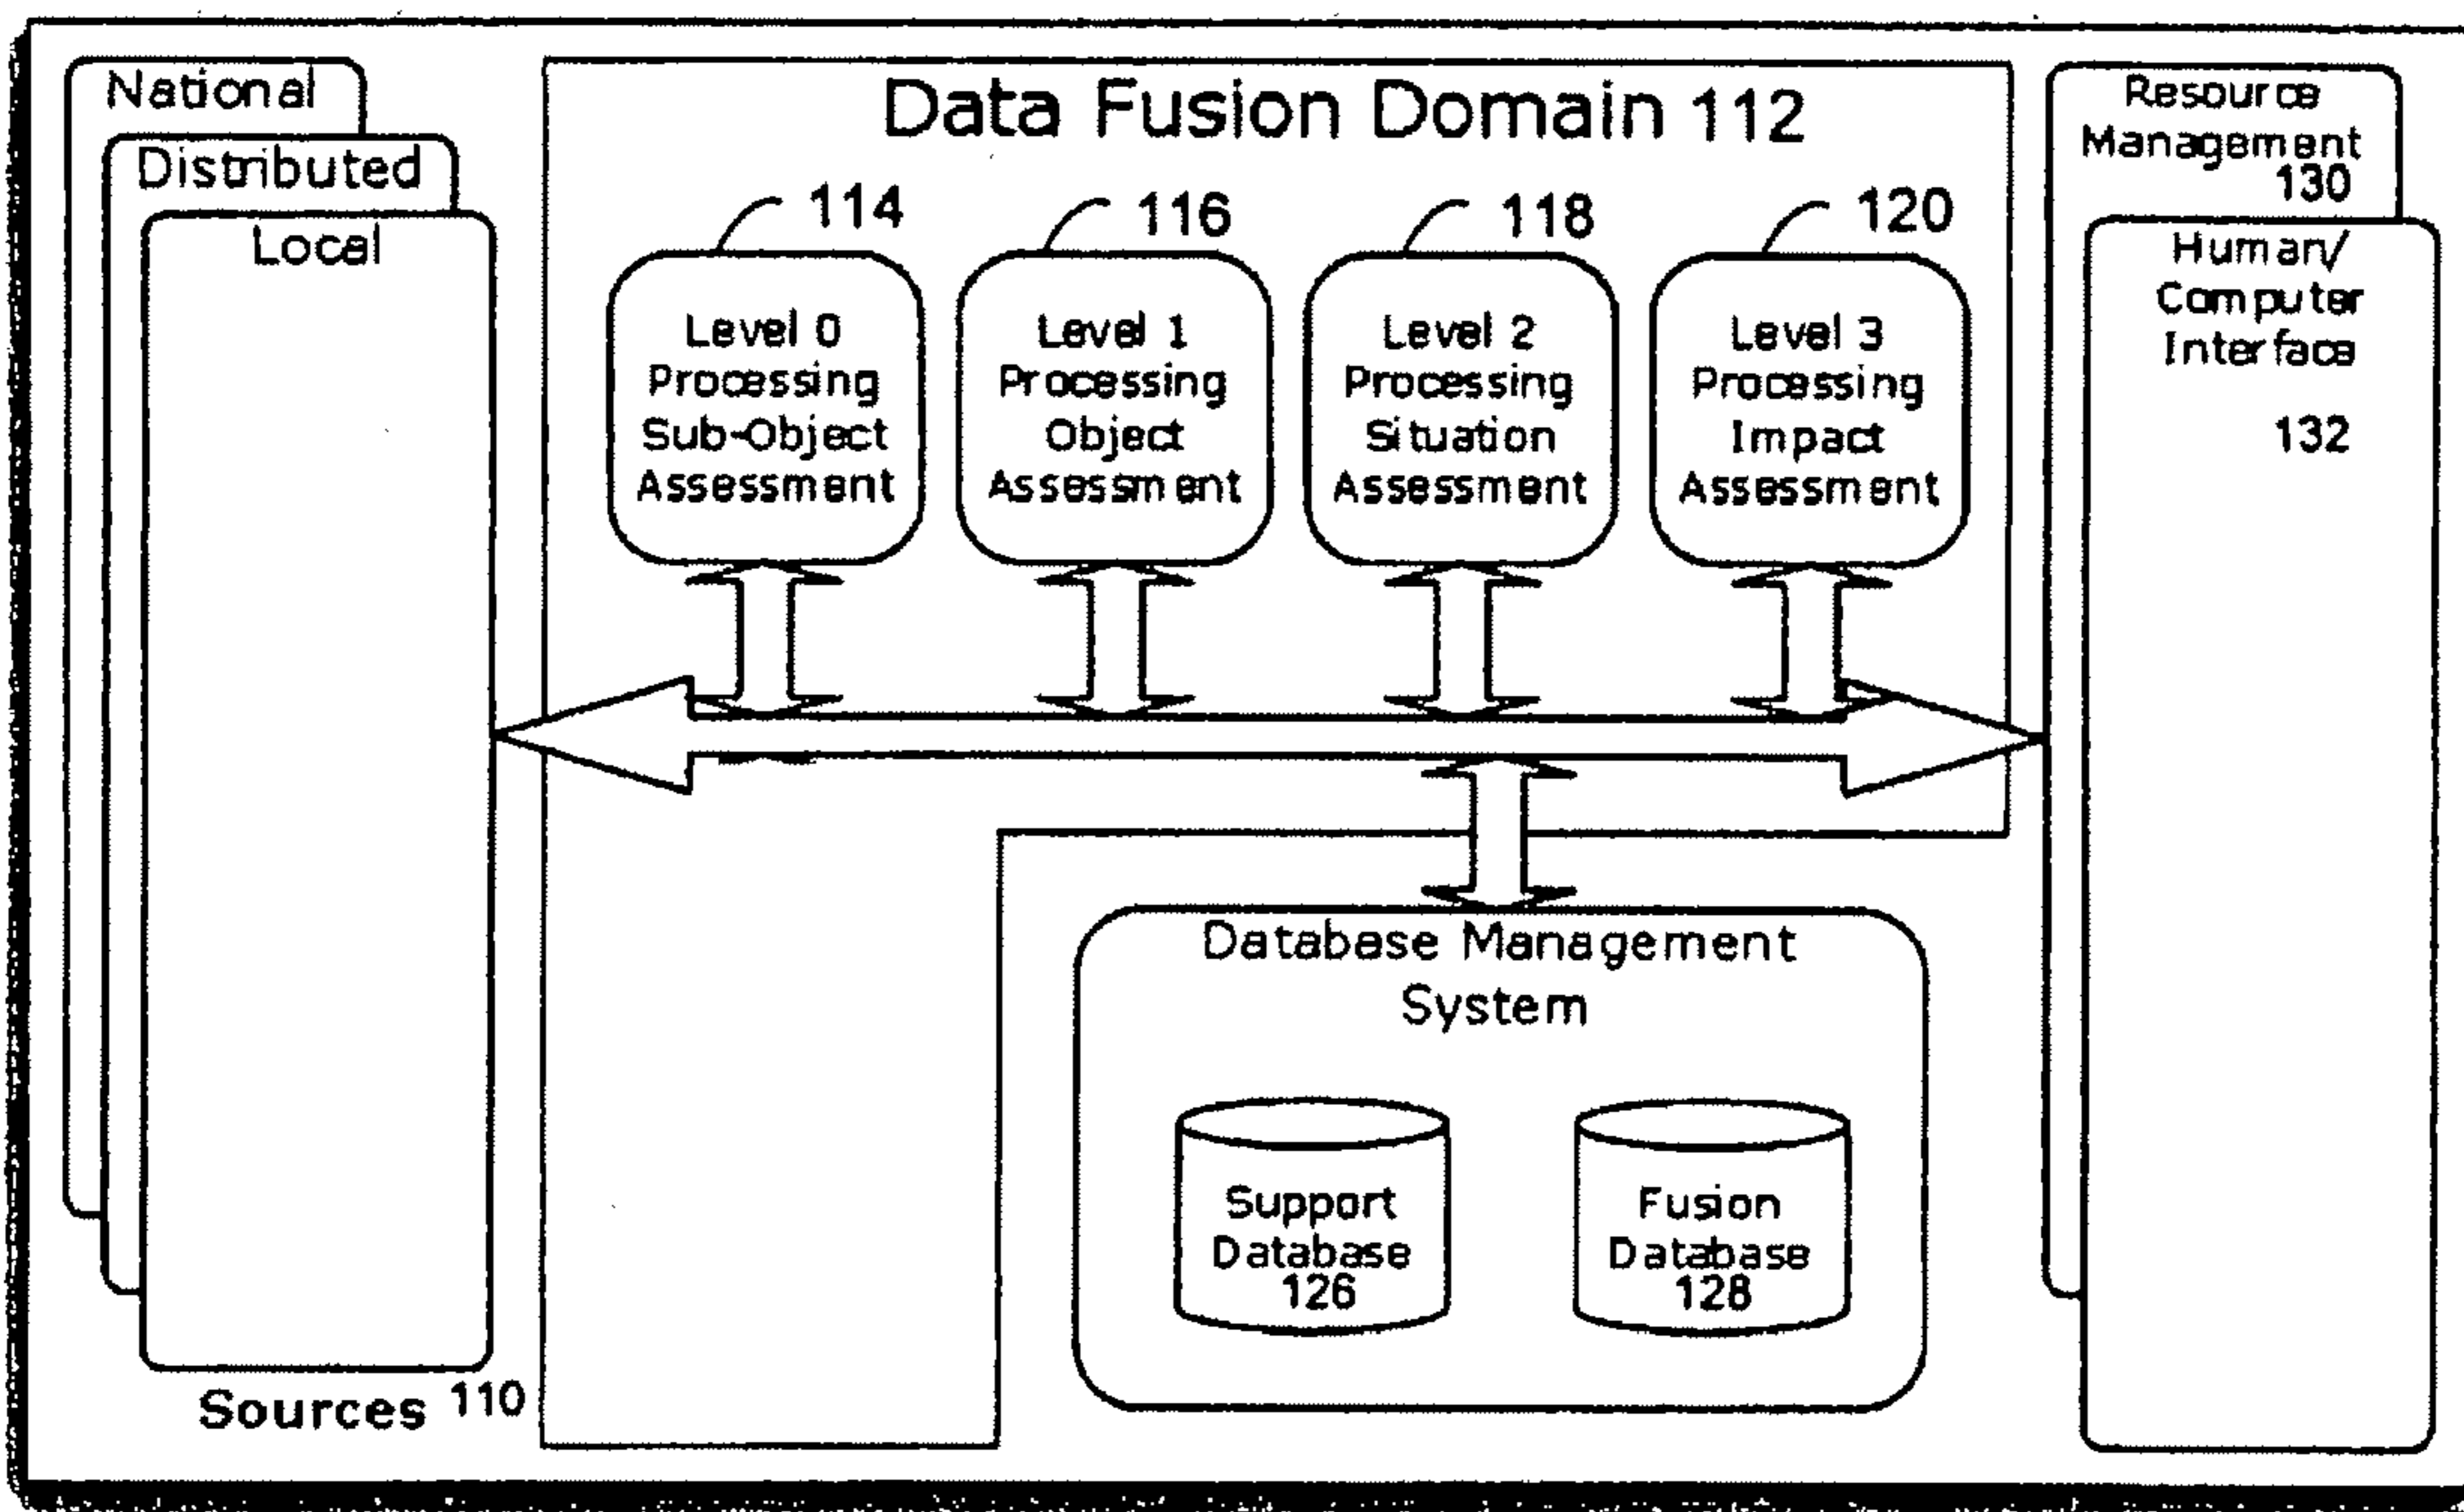 National
Distributed
Local
Sources 110
Data Fusion Domain 112
114
Level 0
Processing
Sub-Object
Assessment
116
Level 1
Processing
Object
Assessment
118
Level 2
Processing
Situation
Assessment
120
Level 3
Processing
Impact
Assessment
Database Management
System
Support
Database
126
Fusion
Database
128
Resource
Management
130
Human/
Computer
Interface
132